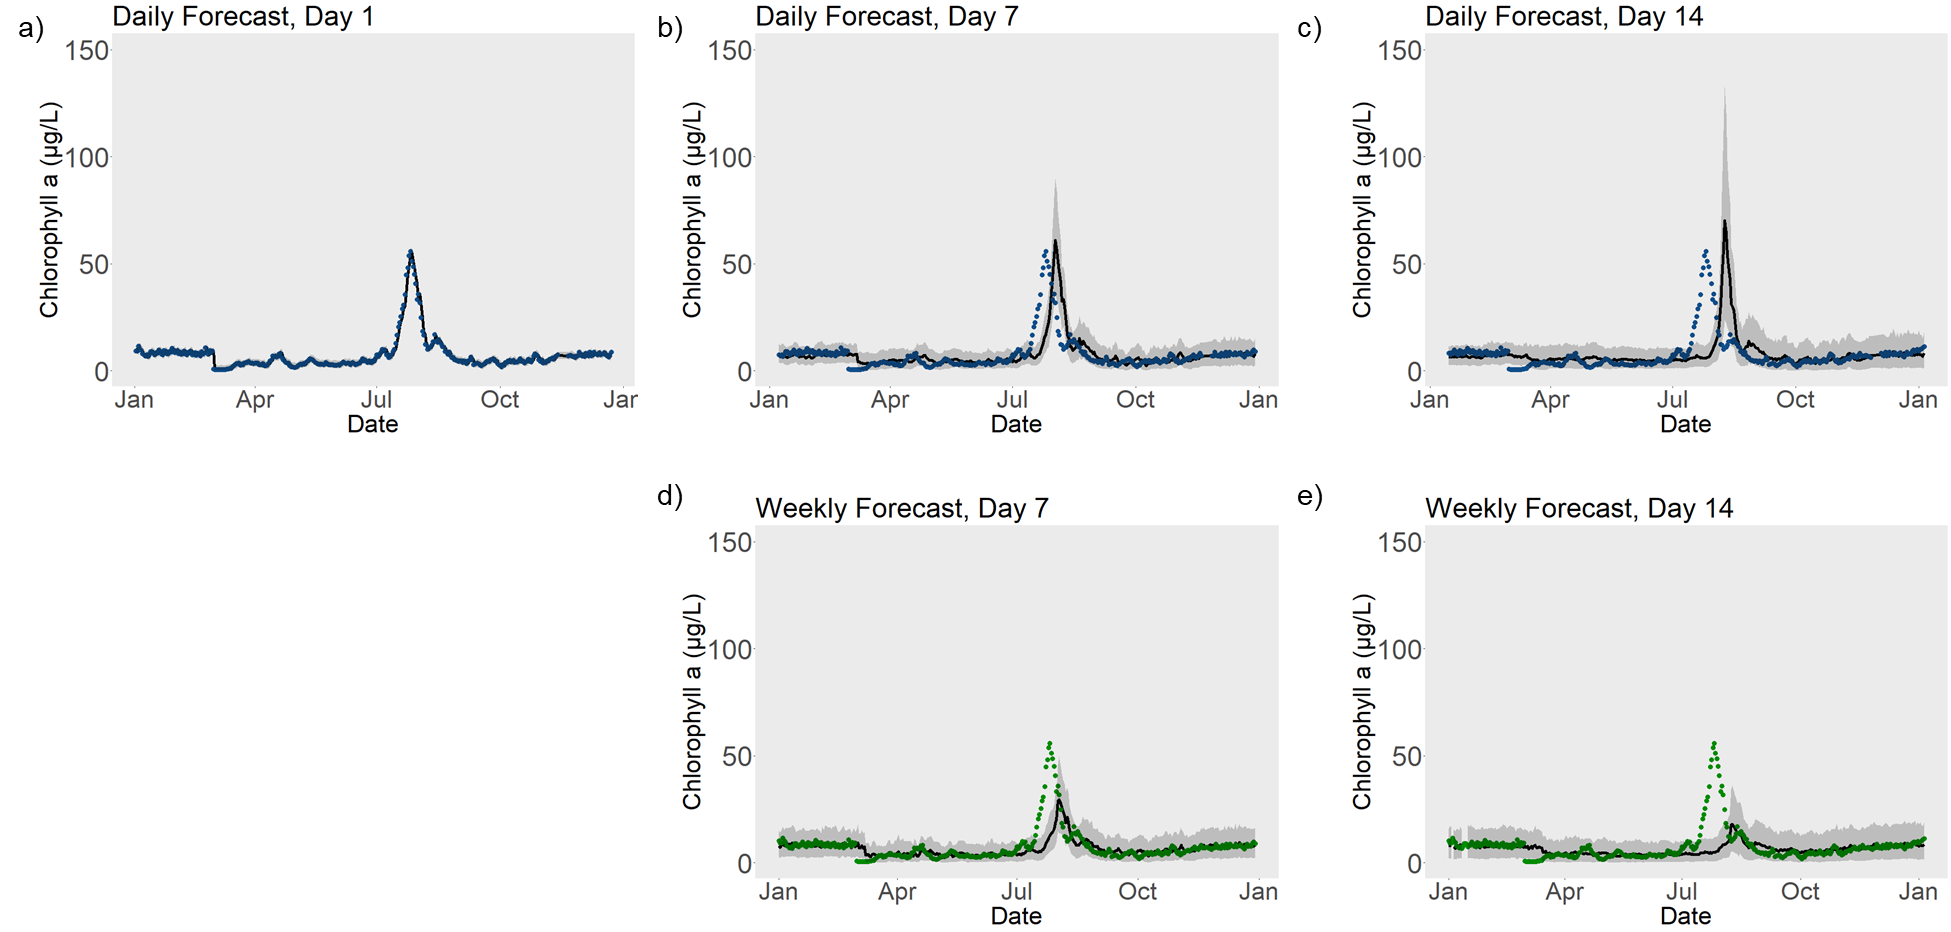 a)
Daily Forecast, Day 1
150
100
50
0
Chlorophyll a (µg/L)
Jan Apr Jul Oct Jan
Date
b)
Daily Forecast, Day 7
150
100
50
0
Chlorophyll a (µg/L)
Jan Apr Jul Oct Jan
Date
c)
Daily Forecast, Day 14
150
100
50
0
Chlorophyll a (µg/L)
Jan Apr Jul Oct Jan
Date
d)
Weekly Forecast, Day 7
150
100
50
0
Chlorophyll a (µg/L)
Jan Apr Jul Oct Jan
Date
e)
Weekly Forecast, Day 14
150
100
50
0
Chlorophyll a (µg/L)
Jan Apr Jul Oct Jan
Date